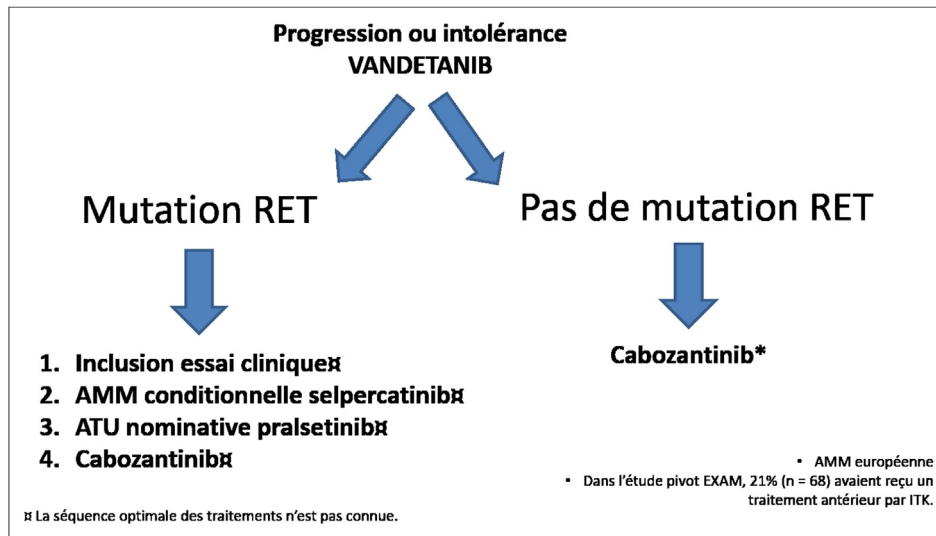 Progression ou intolérance
VANDETANIB
Mutation RET
Pas de mutation RET
1. Inclusion essai clinique¤
2. AMM conditionnelle selpercatinib¤
3. ATU nominative pralsetinib¤
4. Cabozantinib¤
Cabozantinib*
• AMM européenne
• Dans l'étude pivot EXAM, 21% (n = 68) avaient reçu un
traitement antérieur par ITK.
¤ La séquence optimale des traitements n'est pas connue.